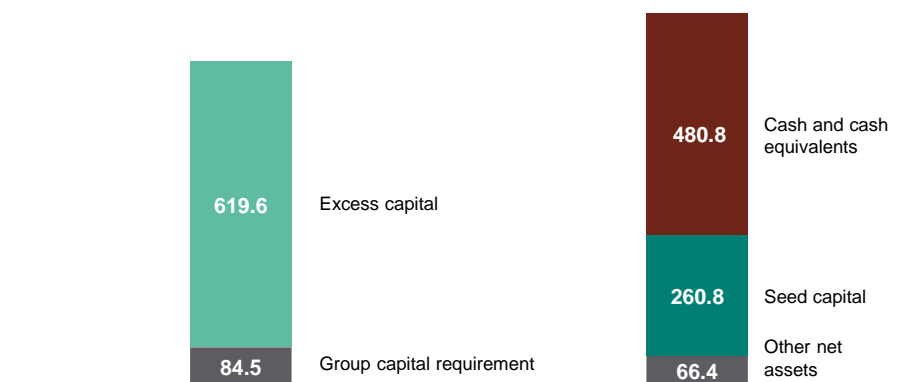 619.6
Excess capital
84.5
Group capital requirement
480.8
Cash and cash
equivalents
260.8
Seed capital
66.4
Other net
assets